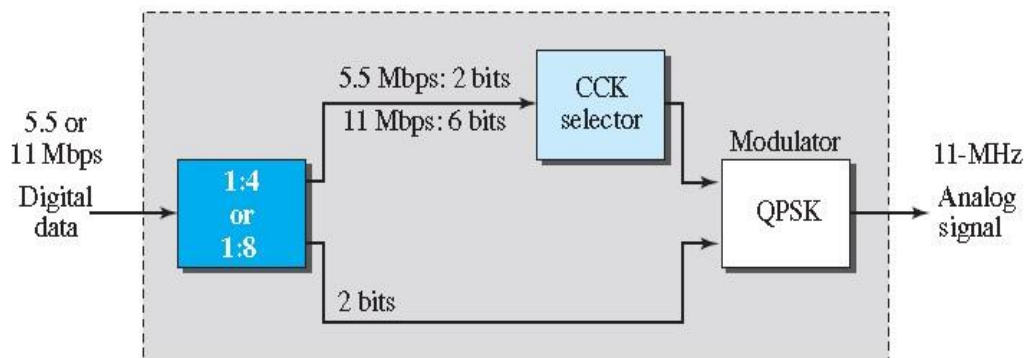 5.5 or
11 Mbps
Digital
data
1:4
or
1:8
5.5 Mbps: 2 bits
11 Mbps: 6 bits
2 bits
CCK
selector
Modulator
QPSK
11-MHz
Analog
signal